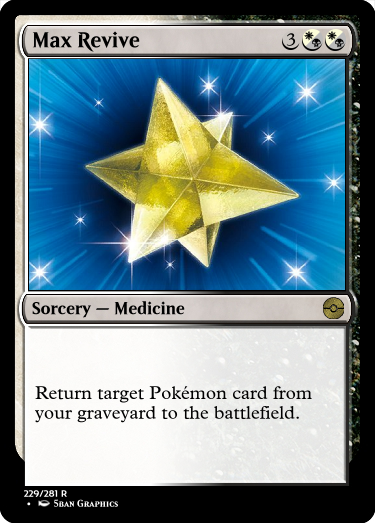 Max Revive 3
Sorcery — Medicine
Return target Pokémon card from
your graveyard to the battlefield.
229/281 R
• Sban Graphics